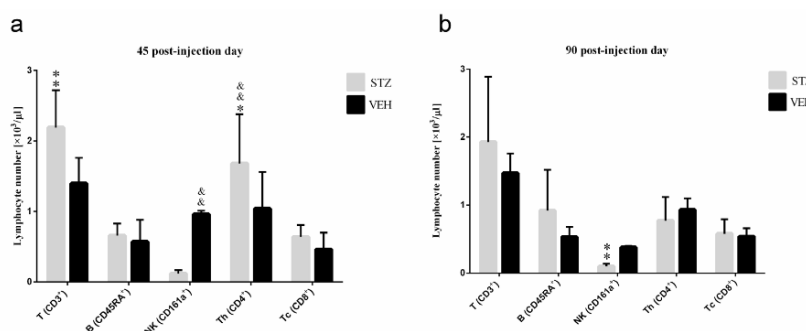 a
45 post-injection day
Lymphocyte number [×10³/µl]
3
2
1
0
**
&&
&&*
STZ
VEH
T (CD3⁺)
B (CD45RA⁺)
NK (CD161a⁺)
Th (CD4⁺)
Tc (CD8⁺)
b
90 post-injection day
Lymphocyte number [×10³/µl]
3
2
1
0
**
ST
VE
T (CD3⁺)
B (CD45RA⁺)
NK (CD161a⁺)
Th (CD4⁺)
Tc (CD8⁺)